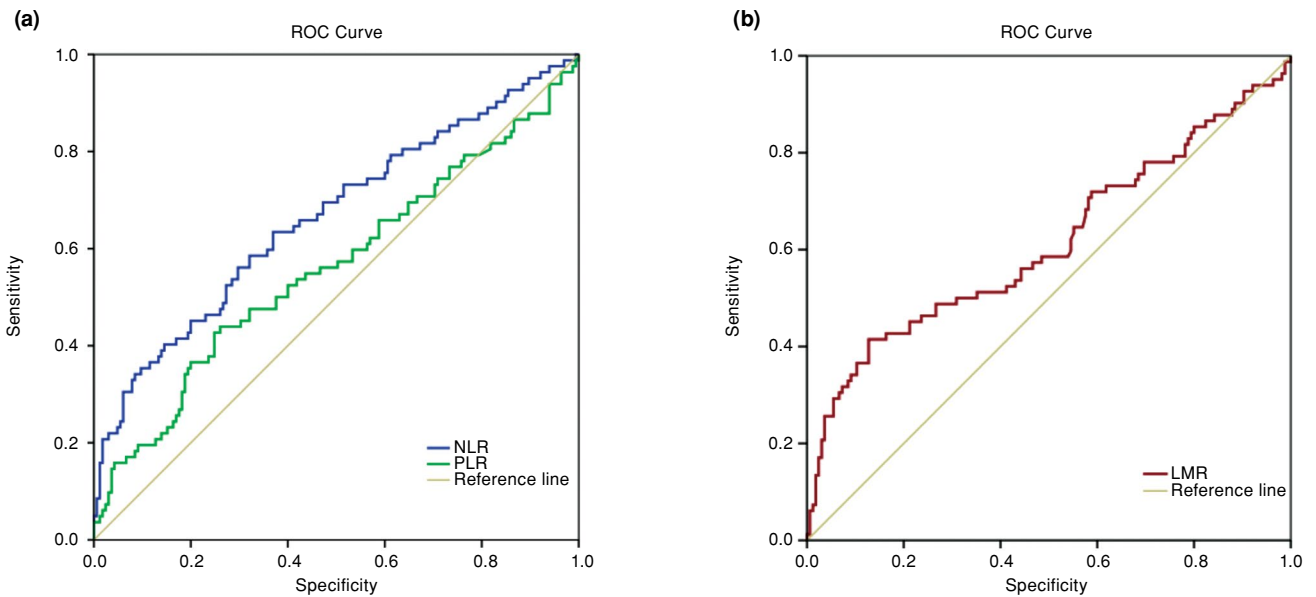 (a)
ROC Curve
1.0
0.8
0.6
0.4
0.2
0.0
Sensitivity
NLR
PLR
Reference line
0.0 0.2 0.4 0.6 0.8 1.0
Specificity
(b)
ROC Curve
1.0
0.8
0.6
0.4
0.2
0.0
Sensitivity
LMR
Reference line
0.0 0.2 0.4 0.6 0.8 1.0
Specificity